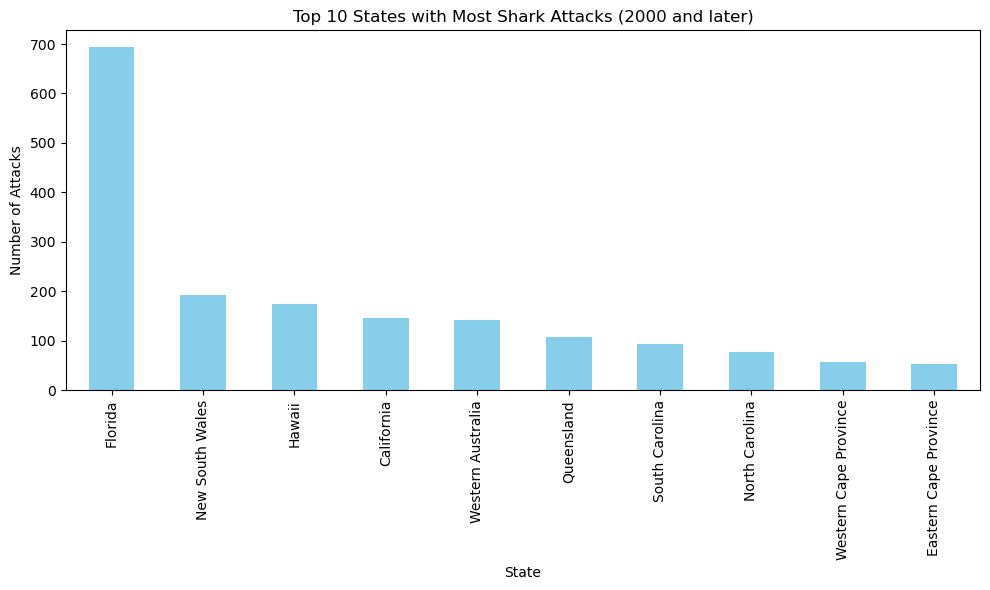 Top 10 States with Most Shark Attacks (2000 and later)
Number of Attacks
700
600
500
400
300
200
100
0
Florida
New South Wales
Hawaii
California
Western Australia
Queensland
South Carolina
North Carolina
Western Cape Province
Eastern Cape Province
State